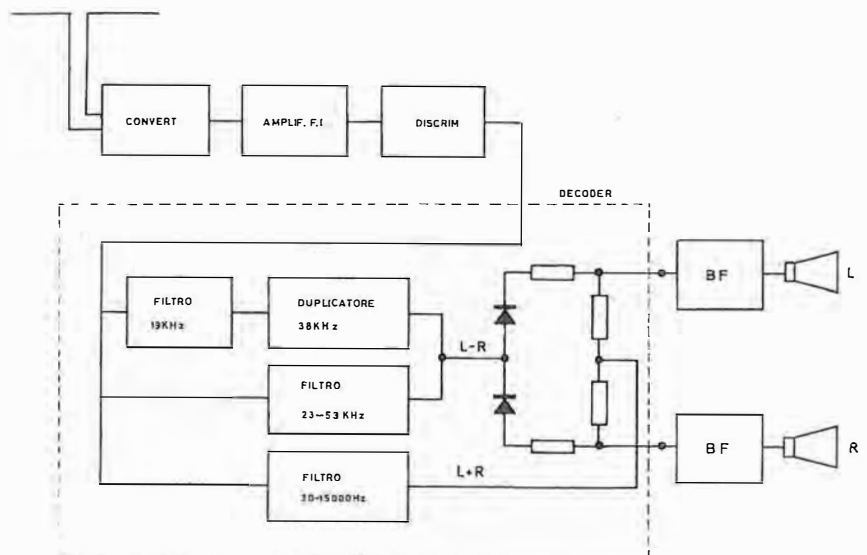 CONVERT
AMPLIF. F.I
DISCRIM
DECODER
FILTRO
19KHz
DUPLICATORE
38KHz
L-R
FILTRO
23-53 KHz
FILTRO
30-15000Hz
L+R
BF
L
BF
R